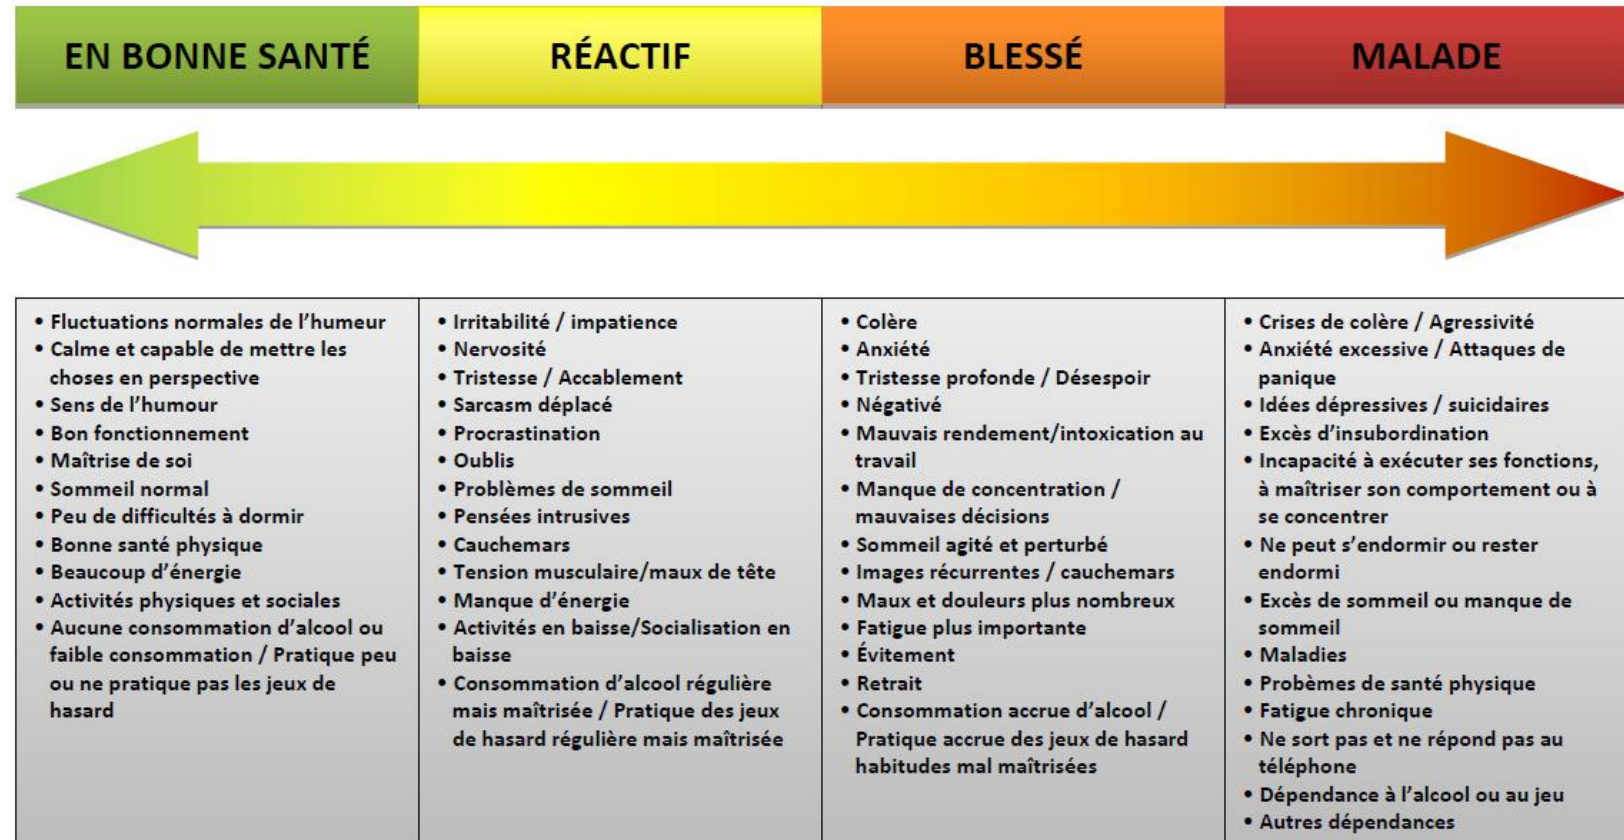 EN BONNE SANTÉ
RÉACTIF
BLESSÉ
MALADE
• Fluctuations normales de l’humeur
• Calme et capable de mettre les
choses en perspective
• Sens de l’humour
• Bon fonctionnement
• Maîtrise de soi
• Sommeil normal
• Peu de difficultés à dormir
• Bonne santé physique
• Beaucoup d’énergie
• Activités physiques et sociales
• Aucune consommation d’alcool ou
faible consommation / Pratique peu
ou ne pratique pas les jeux de
hasard
• Irritabilité / impatience
• Nervosité
• Tristesse / Accablement
• Sarcasm déplacé
• Procrastination
• Oublis
• Problèmes de sommeil
• Pensées intrusives
• Cauchemars
• Tension musculaire/maux de tête
• Manque d’énergie
• Activités en baisse/Socialisation en
baisse
• Consommation d’alcool régulière
mais maîtrisée / Pratique des jeux
de hasard régulière mais maîtrisée
• Colère
• Anxiété
• Tristesse profonde / Désespoir
• Négativé
• Mauvais rendement/intoxication au
travail
• Manque de concentration /
mauvaises décisions
• Sommeil agité et perturbé
• Images récurrentes / cauchemars
• Maux et douleurs plus nombreux
• Fatigue plus importante
• Évitement
• Retrait
• Consommation accrue d’alcool /
Pratique accrue des jeux de hasard
habitudes mal maîtrisées
• Crises de colère / Agressivité
• Anxiété excessive / Attaques de
panique
• Idées dépressives / suicidaires
• Excès d’insubordination
• Incapacité à exécuter ses fonctions,
à maîtriser son comportement ou à
se concentrer
• Ne peut s’endormir ou rester
endormi
• Excès de sommeil ou manque de
sommeil
• Maladies
• Probèmes de santé physique
• Fatigue chronique
• Ne sort pas et ne répond pas au
téléphone
• Dépendance à l’alcool ou au jeu
• Autres dépendances